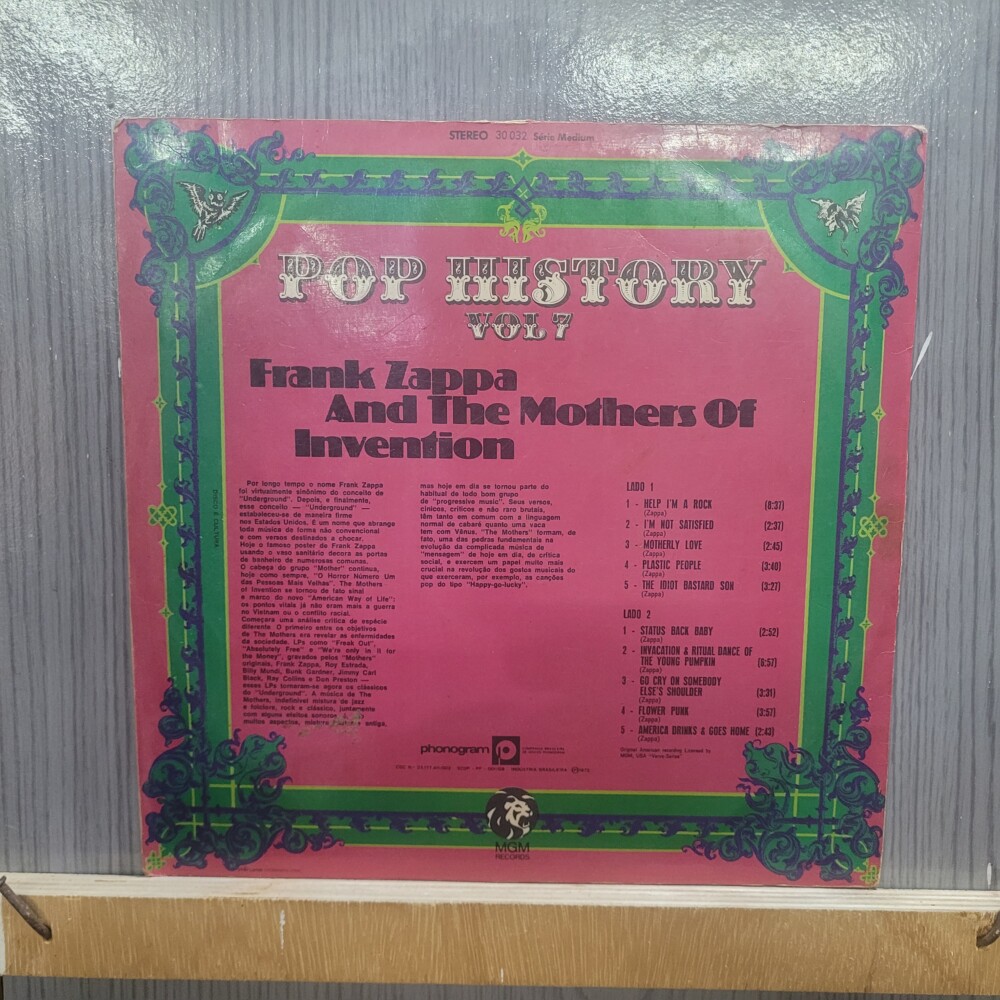 STEREO 30 032 Série Medium
POP HISTORY
VOL 7
Frank Zappa
And The Mothers Of
Invention
Por longo tempo o nome Frank Zappa
foi virtualmente sinônimo do conceito de
"Underground". Depois, e finalmente,
esse conceito — "Underground" —
estabeleceu-se de maneira firme
nos Estados Unidos. E um nome que abrange
toda música de forma não convencional
e com versos destinados a chocar.
Hoje o famoso poster de Frank Zappa
usando o vaso sanitário decora as portas
de banheiro de numerosas comunas.
O cabeça do grupo "Mother" continua,
hoje como sempre, "O Horror Número Um
das Pessoas Mais Velhas". The Mothers
of Invention se tornou de fato sinal
e marco do novo "American Way of Life":
os pontos vitais já não eram mais a guerra
no Vietnam ou o conflito racial.
Começara uma análise crítica de espécie
diferente. O primeiro entre os objetivos
de The Mothers era revelar as enfermidades
da sociedade. LPs como "Freak Out",
"Absolutely Free" e "We're only in it for
the Money", gravados pelos "Mothers"
originais, Frank Zappa, Roy Estrada,
Billy Mundi, Bunk Gardner, Jimmy Carl
Black, Ray Collins e Don Preston —
esses LPs tornaram-se agora os clássicos
do "Underground". A música de The
Mothers, indefinível mistura de jazz
e folclore, rock e clássico, juntamente
com alguns efeitos sonoros
muitos aspectos, antiga,
mas hoje em dia se tornou parte do
habitual de todo bom grupo
de "progressive music". Seus versos,
cínicos, críticos e não raro brutais,
têm tanto em comum com a linguagem
normal de cabaré quanto uma vaca
tem com Vênus. "The Mothers" formam, de
fato, uma das pedras fundamentais na
evolução da complicada música de
"mensagem" de hoje em dia, de crítica
social, e exercem um papel muito mais
crucial na revolução dos gostos musicais do
que exerceram, por exemplo, as canções
pop do tipo "Happy-go-lucky".
LADO 1
1 - HELP I'M A ROCK (8:37)
(Zappa)
2 - I'M NOT SATISFIED (2:37)
(Zappa)
3 - MOTHERLY LOVE (2:45)
(Zappa)
4 - PLASTIC PEOPLE (3:40)
(Zappa)
5 - THE IDIOT BASTARD SON (3:27)
(Zappa)
LADO 2
1 - STATUS BACK BABY (2:52)
(Zappa)
2 - INVACATION & RITUAL DANCE OF
THE YOUNG PUMPKIN (6:57)
(Zappa)
3 - GO CRY ON SOMEBODY
ELSE'S SHOULDER (3:31)
(Zappa)
4 - FLOWER PUNK (3:57)
(Zappa)
5 - AMERICA DRINKS & GOES HOME (2:43)
(Zappa)
Original American recording Licensed by
MGM, USA
DISCO É CULTURA
phonogram
INDÚSTRIA BRASILEIRA
MGM
RECORDS